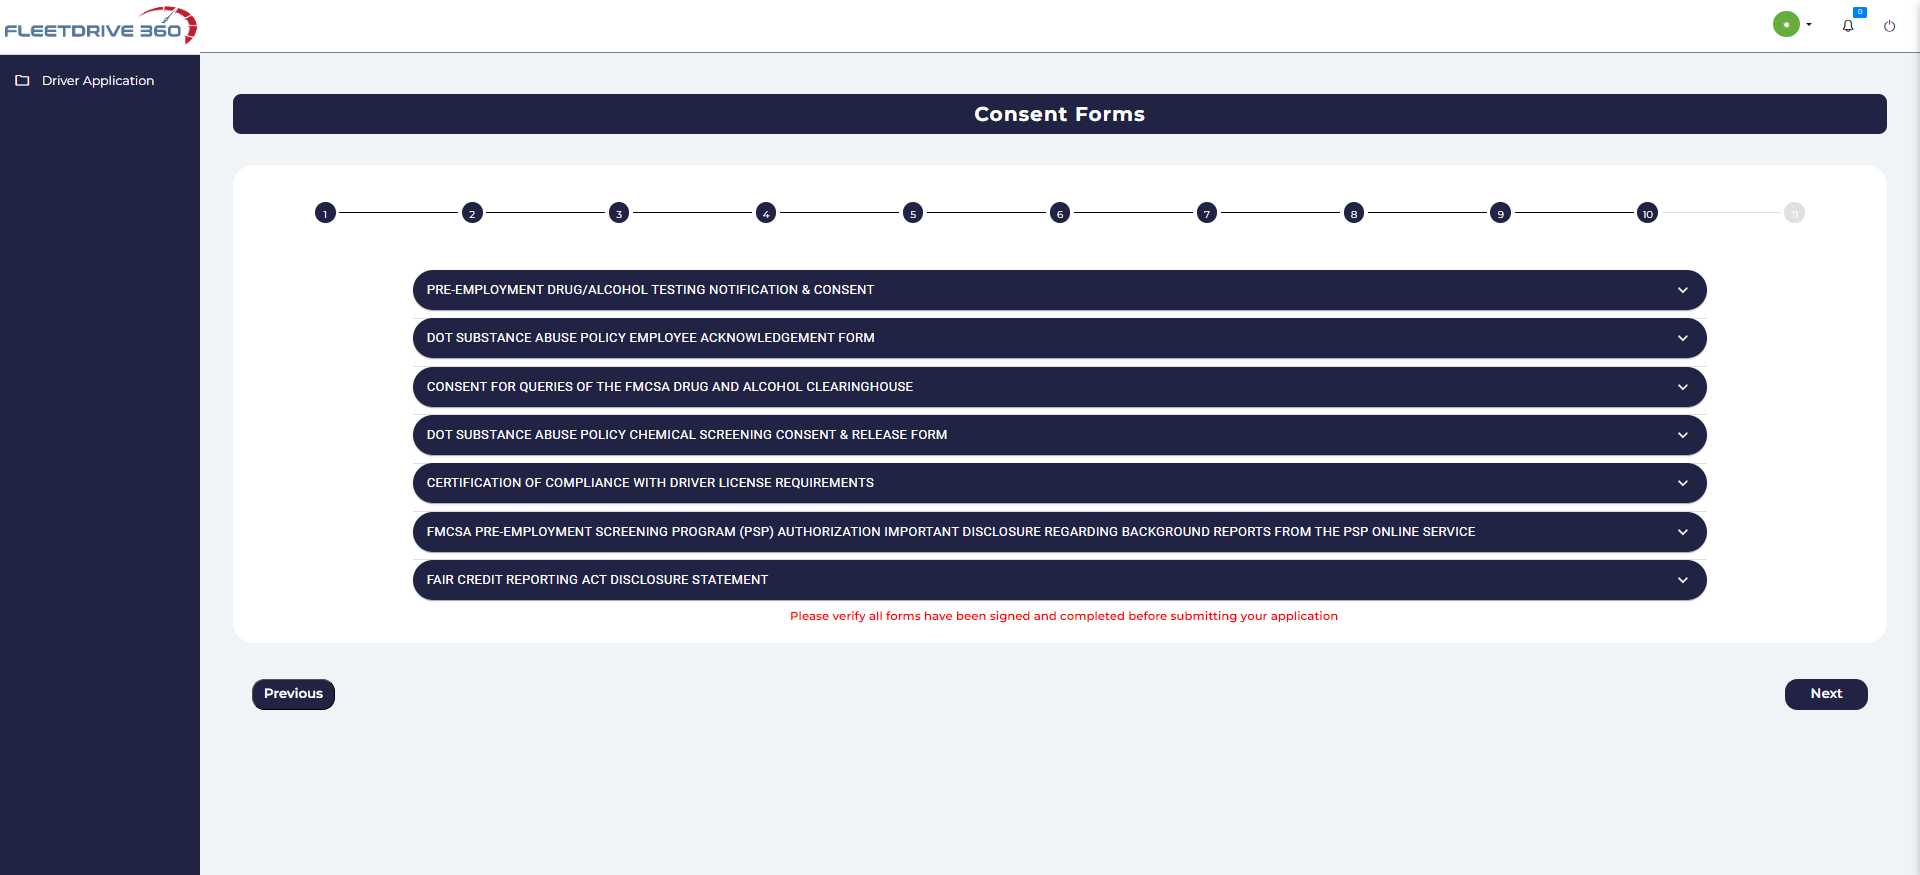 FLEETDRIVE 360
0
Driver Application
Consent Forms
1 2 3 4 5 6 7 8 9 10 11
PRE-EMPLOYMENT DRUG/ALCOHOL TESTING NOTIFICATION & CONSENT
DOT SUBSTANCE ABUSE POLICY EMPLOYEE ACKNOWLEDGEMENT FORM
CONSENT FOR QUERIES OF THE FMCSA DRUG AND ALCOHOL CLEARINGHOUSE
DOT SUBSTANCE ABUSE POLICY CHEMICAL SCREENING CONSENT & RELEASE FORM
CERTIFICATION OF COMPLIANCE WITH DRIVER LICENSE REQUIREMENTS
FMCSA PRE-EMPLOYMENT SCREENING PROGRAM (PSP) AUTHORIZATION IMPORTANT DISCLOSURE REGARDING BACKGROUND REPORTS FROM THE PSP ONLINE SERVICE
FAIR CREDIT REPORTING ACT DISCLOSURE STATEMENT
Please verify all forms have been signed and completed before submitting your application
Previous
Next